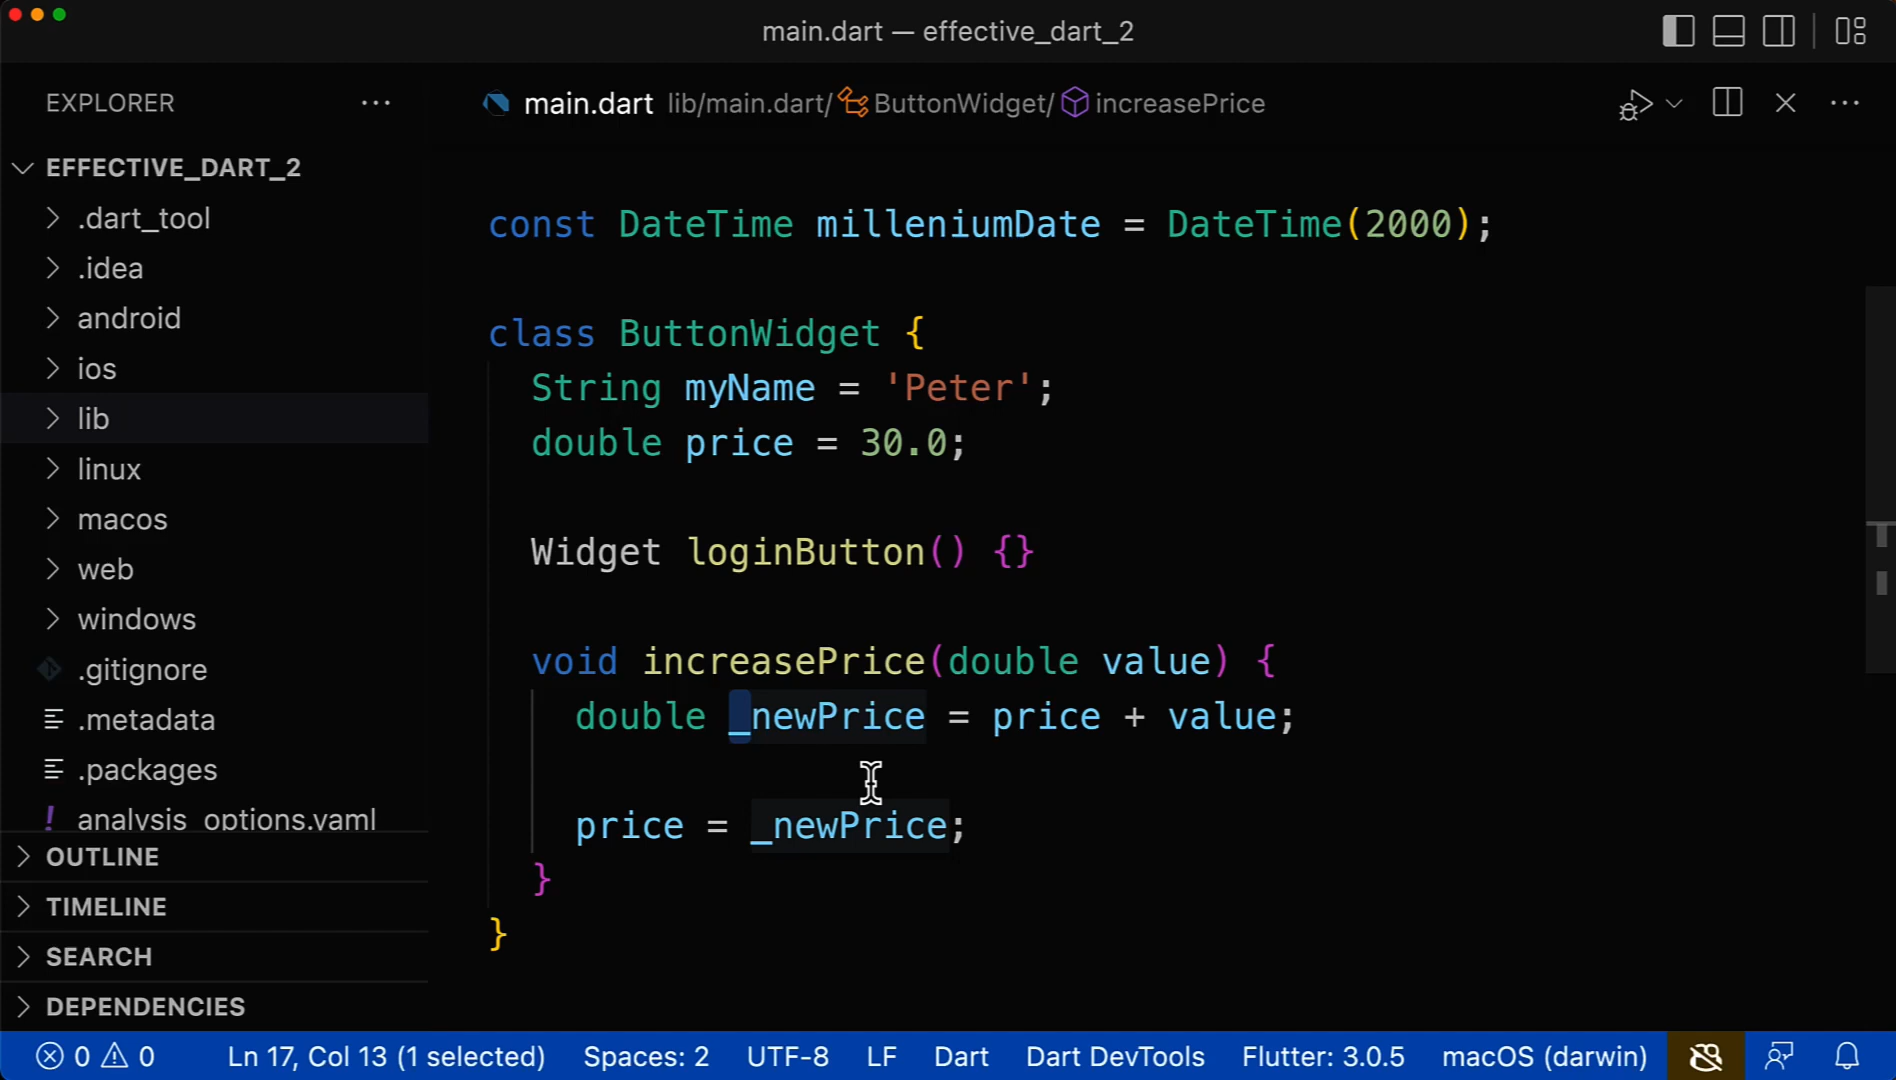 main.dart — effective_dart_2
EXPLORER
EFFECTIVE_DART_2
.dart_tool
.idea
android
ios
lib
linux
macos
web
windows
.gitignore
.metadata
.packages
analysis_options.yaml
OUTLINE
TIMELINE
SEARCH
DEPENDENCIES
main.dart lib/main.dart/ ButtonWidget/ increasePrice
const DateTime milleniumDate = DateTime(2000);
class ButtonWidget {
String myName = 'Peter';
double price = 30.0;
Widget loginButton() {}
void increasePrice(double value) {
double _newPrice = price + value;
price = _newPrice;
}
}
0 0 Ln 17, Col 13 (1 selected) Spaces: 2 UTF-8 LF Dart Dart DevTools Flutter: 3.0.5 macOS (darwin)